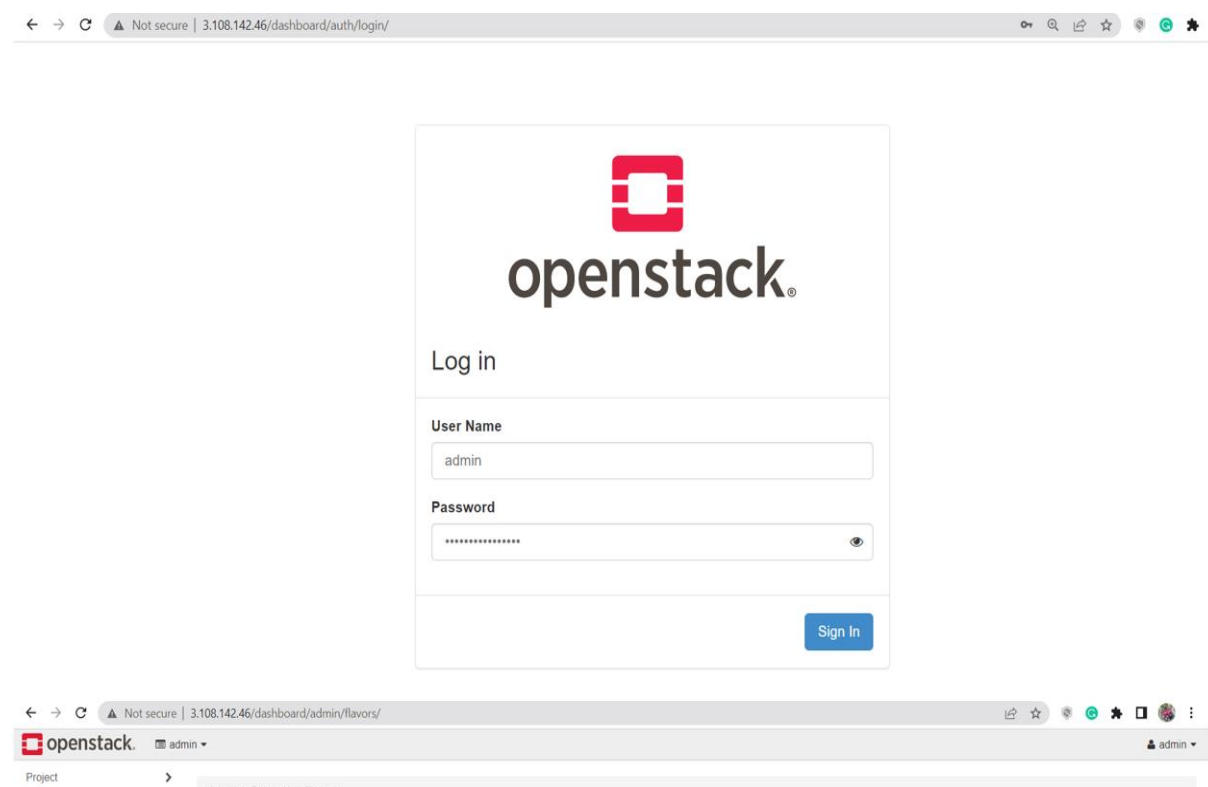 Not secure | 3.108.142.46/dashboard/auth/login/
openstack.
Log in
User Name
admin
Password
••••••••••••••••
Sign In
Not secure | 3.108.142.46/dashboard/admin/flavors/
openstack. admin admin
Project